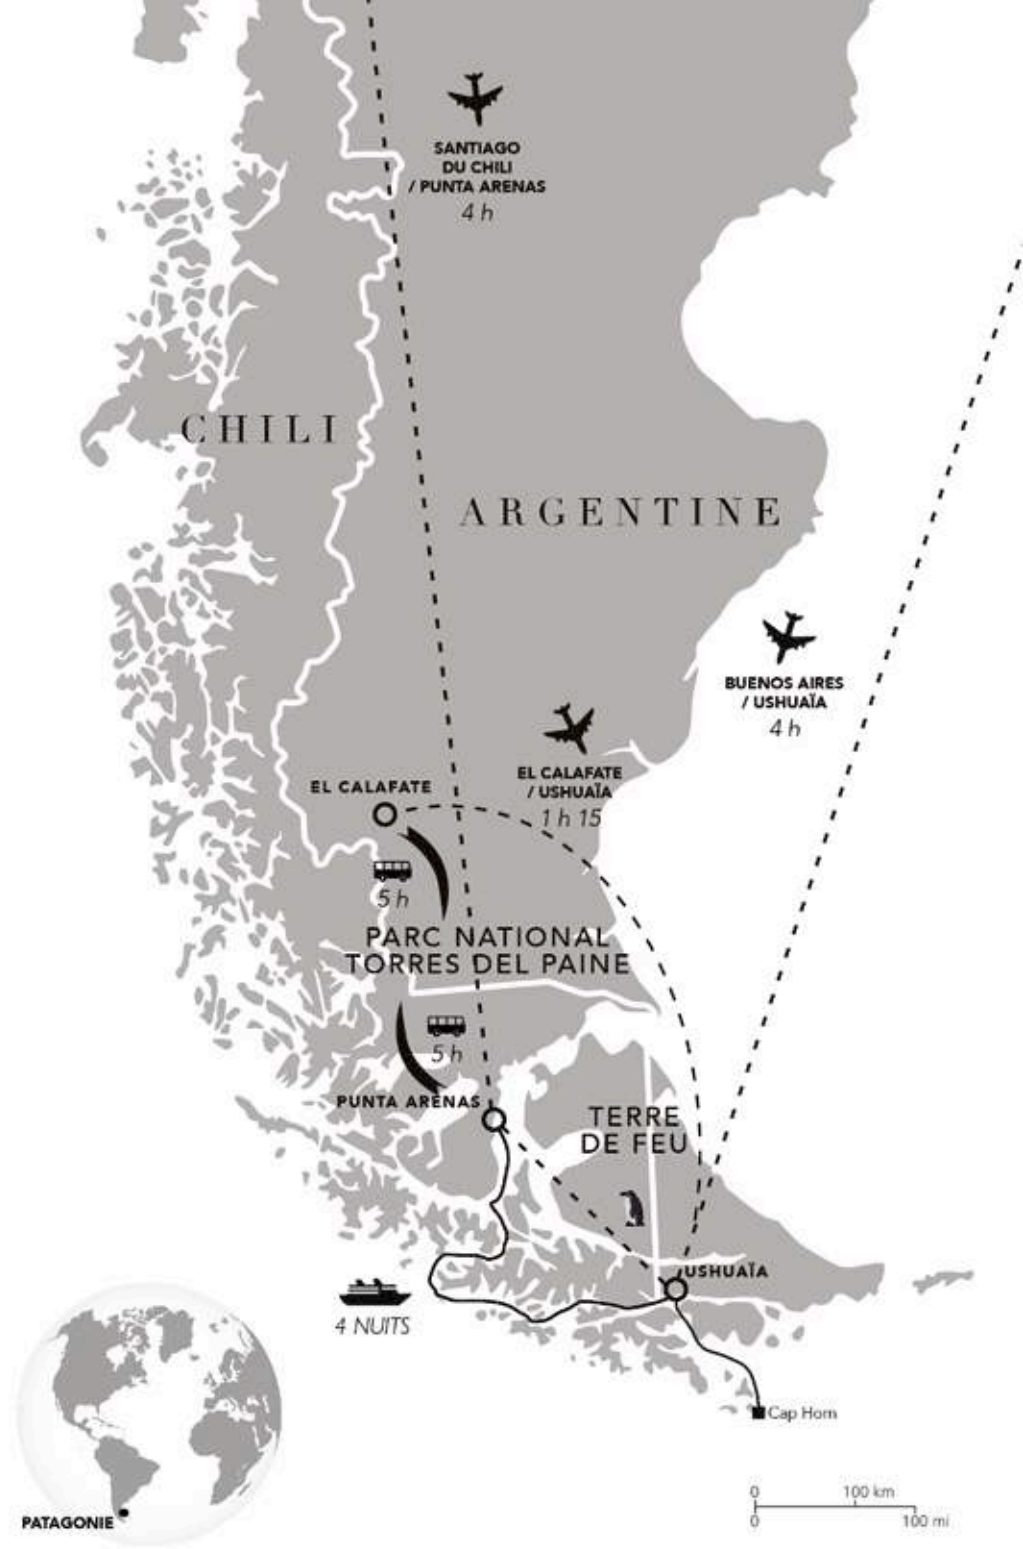 SANTIAGO
DU CHILI
/ PUNTA ARENAS
4 h
CHILI
ARGENTINE
BUENOS AIRES
/ USHUAÏA
4 h
EL CALAFATE
/ USHUAÏA
1 h 15
EL CALAFATE
5 h
PARC NATIONAL
TORRES DEL PAINE
5 h
PUNTA ARENAS
TERRE
DE FEU
USHUAÏA
4 NUITS
Cap Horn
PATAGONIE
0 100 km
0 100 mi